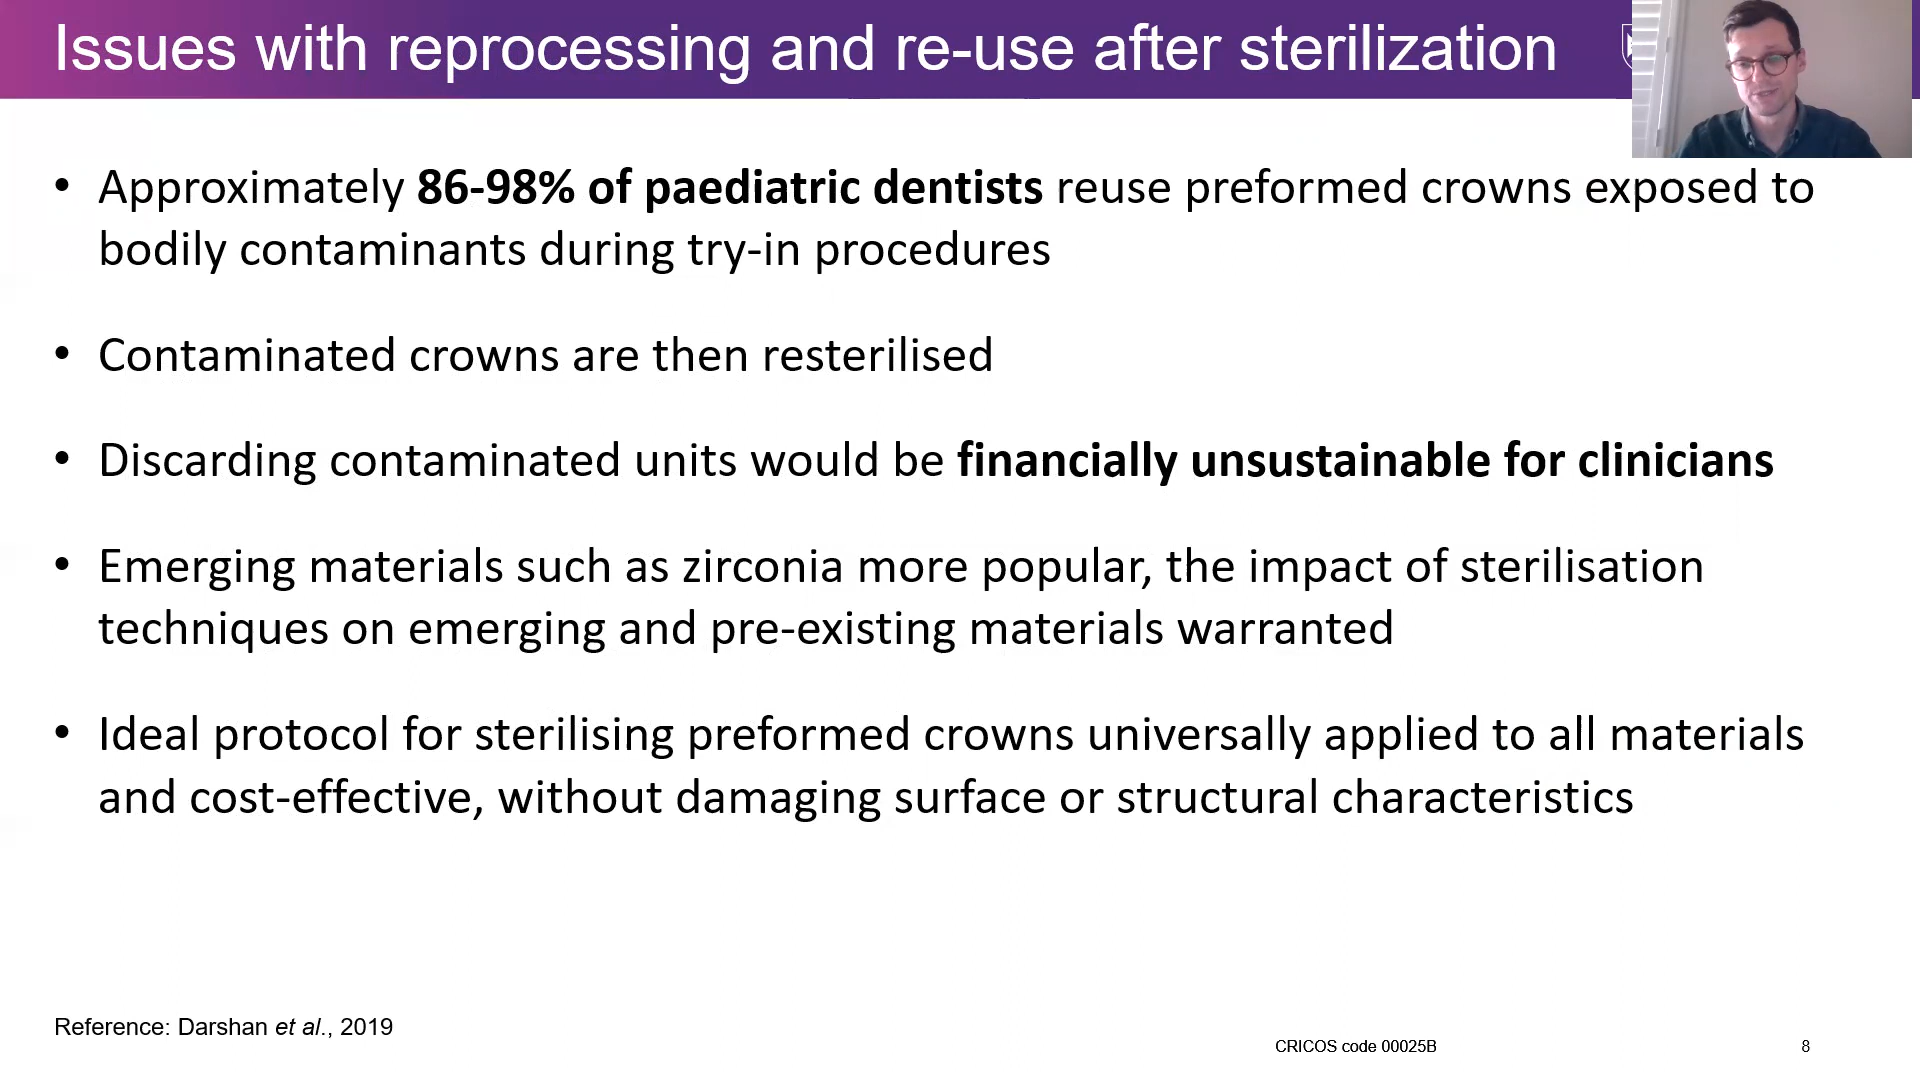 Issues with reprocessing and re-use after sterilization
• Approximately 86-98% of paediatric dentists reuse preformed crowns exposed to
bodily contaminants during try-in procedures
• Contaminated crowns are then resterilised
• Discarding contaminated units would be financially unsustainable for clinicians
• Emerging materials such as zirconia more popular, the impact of sterilisation
techniques on emerging and pre-existing materials warranted
• Ideal protocol for sterilising preformed crowns universally applied to all materials
and cost-effective, without damaging surface or structural characteristics
Reference: Darshan et al., 2019
CRICOS code 00025B
8